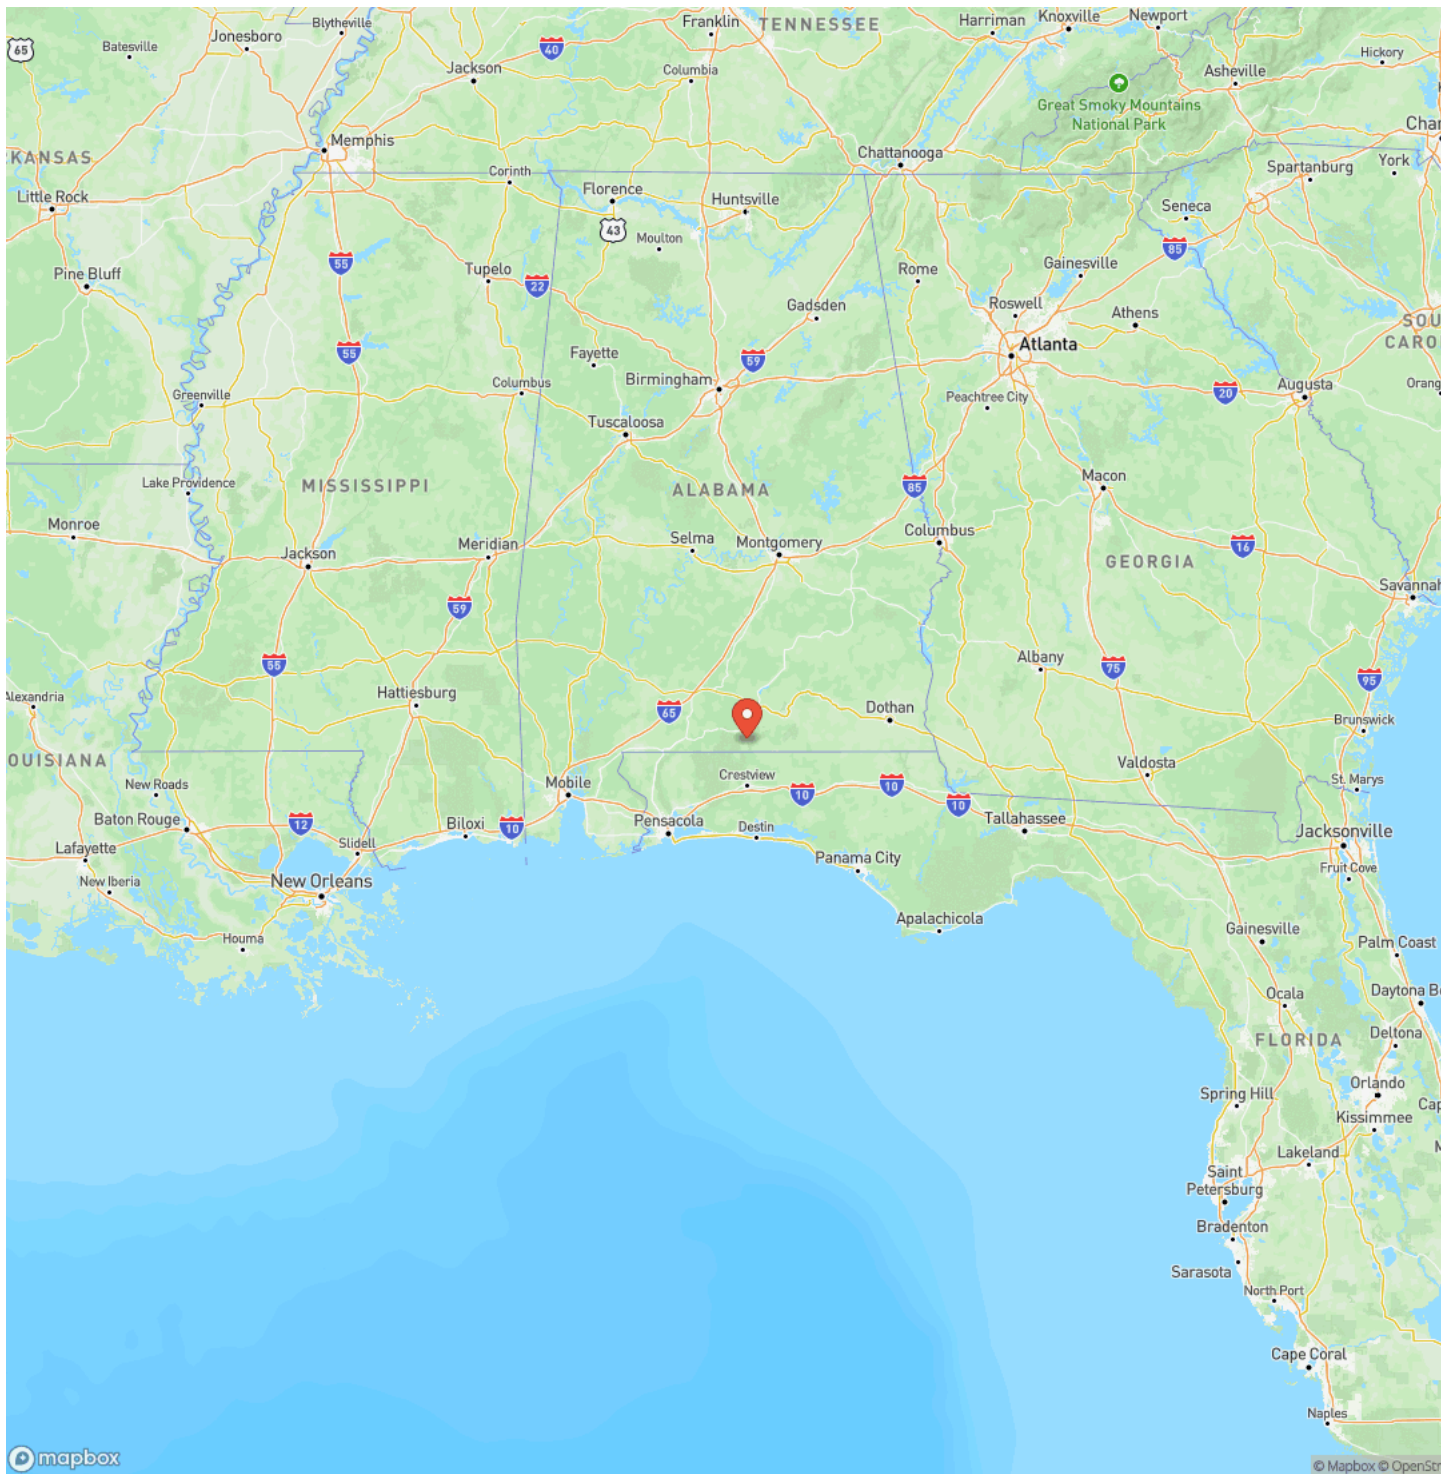 Franklin
TENNESSEE
Harriman
Knoxville
Newport
65
Batesville
Jonesboro
Blytheville
40
Jackson
Columbia
Hickory
Asheville
Great Smoky Mountains
National Park
KANSAS
Memphis
Chattanooga
Char
Spartanburg
York
Little Rock
Corinth
Florence
Huntsville
Seneca
43
Moulton
85
Pine Bluff
55
Tupelo
22
Rome
Gainesville
Gadsden
Roswell
Athens
SOU
CARO
55
Fayette
59
Atlanta
Columbus
Birmingham
Peachtree City
20
Augusta
Orang
Greenville
Tuscaloosa
Lake Providence
MISSISSIPPI
ALABAMA
85
Macon
Monroe
Jackson
Meridian
Selma
Montgomery
Columbus
16
GEORGIA
Savannah
59
55
Albany
75
95
Alexandria
Hattiesburg
65
Dothan
Brunswick
OUISIANA
New Roads
Mobile
Crestview
10
10
10
Valdosta
St. Marys
Baton Rouge
12
Biloxi
10
Pensacola
Destin
Tallahassee
Jacksonville
Lafayette
Slidell
Panama City
Fruit Cove
New Iberia
New Orleans
Apalachicola
Houma
Gainesville
Palm Coast
Ocala
Daytona Be
FLORIDA
Deltona
Spring Hill
Orlando
Cap
Kissimmee
Lakeland
Saint
Petersburg
Bradenton
Sarasota
North Port
Cape Coral
Naples
mapbox
© Mapbox © OpenStr